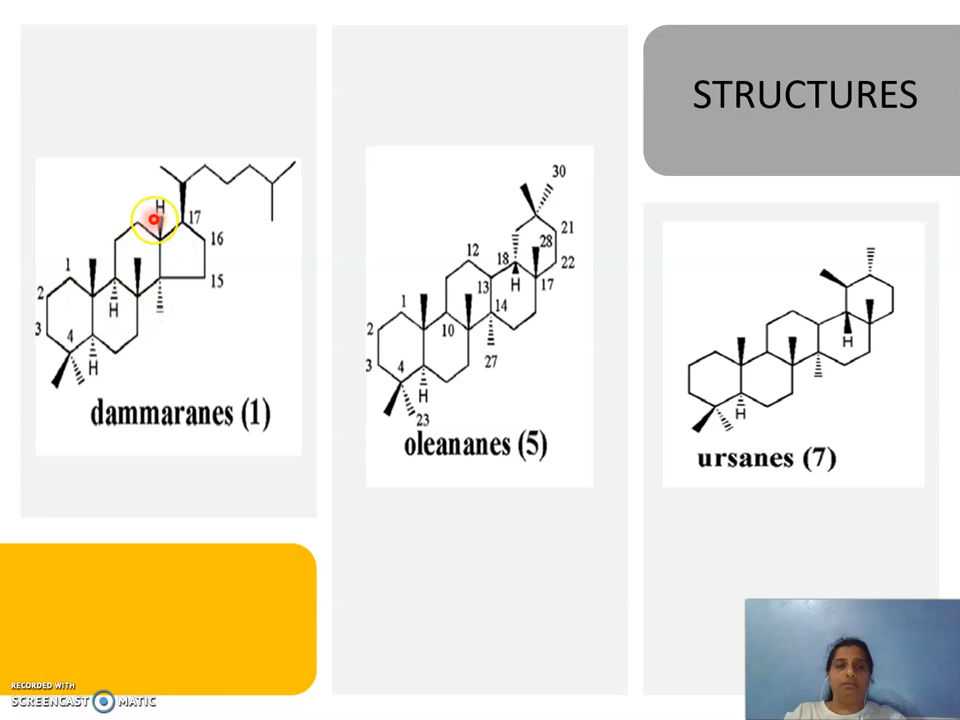 STRUCTURES
H
17
16
15
1
2
3
4
H
H
dammaranes (1)
30
21
28
22
12
18
H
17
13
14
1
2
3
4
10
27
H
23
oleananes (5)
H
H
ursanes (7)
RECORDED WITH
SCREENCAST MATIC